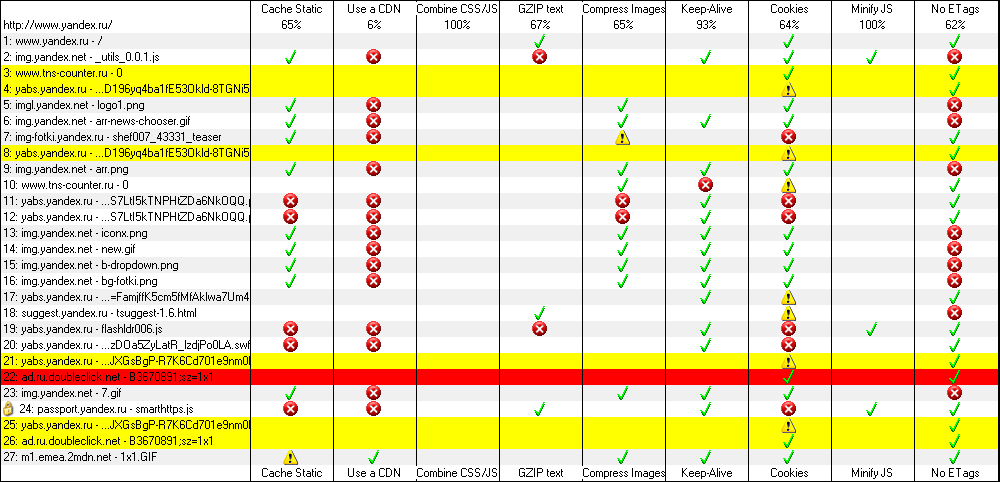 Cache Static Use a CDN Combine CSS/JS GZIP text Compress Images Keep-Alive Cookies Minify JS No ETags
http://www.yandex.ru/ 65% 6% 100% 67% 65% 93% 64% 100% 62%
1: www.yandex.ru - /
2: img.yandex.net - _utils_0.0.1.js
3: www.tns-counter.ru - 0
4: yabs.yandex.ru - ...D196yq4ba1fE53Okld-8TGNi5
5: imgl.yandex.net - logo1.png
6: img.yandex.net - arr-news-chooser.gif
7: img-fotki.yandex.ru - shef007_43331_teaser
8: yabs.yandex.ru - ...D196yq4ba1fE53Okld-8TGNi5
9: img.yandex.net - arr.png
10: www.tns-counter.ru - 0
11: yabs.yandex.ru - ...S7LtI5kTNPHtZDa6NkOQQ.p
12: yabs.yandex.ru - ...S7LtI5kTNPHtZDa6NkOQQ.p
13: img.yandex.net - iconx.png
14: img.yandex.net - new.gif
15: img.yandex.net - b-dropdown.png
16: img.yandex.net - bg-fotki.png
17: yabs.yandex.ru - ...=FamjffK5cm5fMfAklwa7Um4
18: suggest.yandex.ru - tsuggest-1.6.html
19: yabs.yandex.ru - flashldr006.js
20: yabs.yandex.ru - ...zDOa5ZyLatR_IzdjPo0LA.swf
21: yabs.yandex.ru - ...JXGsBgP-R7K6Cd701e9nm0l
22: ad.ru.doubleclick.net - B3670891;sz=1x1
23: img.yandex.net - 7.gif
24: passport.yandex.ru - smarthttps.js
25: yabs.yandex.ru - ...JXGsBgP-R7K6Cd701e9nm0l
26: ad.ru.doubleclick.net - B3670891;sz=1x1
27: m1.emea.2mdn.net - 1x1.GIF
Cache Static Use a CDN Combine CSS/JS GZIP text Compress Images Keep-Alive Cookies Minify JS No ETags